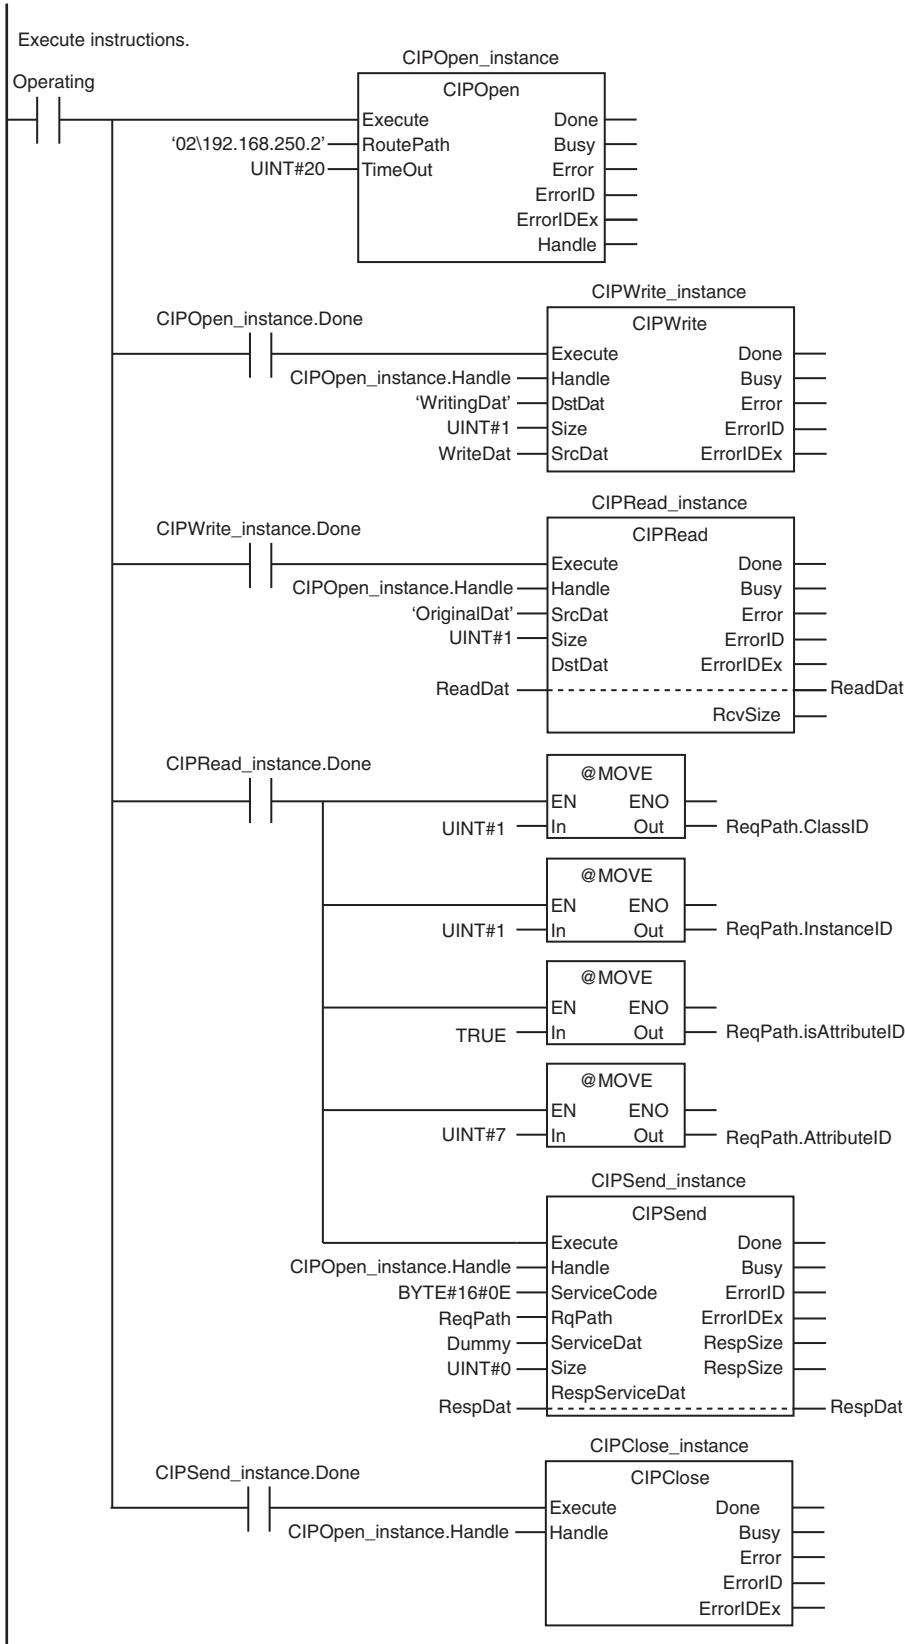 Execute instructions.
CIPOpen_instance
Operating
CIPOpen
Execute Done
‘02\192.168.250.2’ RoutePath Busy
UINT#20 TimeOut Error
ErrorID
ErrorIDEx
Handle
CIPWrite_instance
CIPOpen_instance.Done
CIPWrite
Execute Done
CIPOpen_instance.Handle Handle Busy
‘WritingDat’ DstDat Error
UINT#1 Size ErrorID
WriteDat SrcDat ErrorIDEx
CIPRead_instance
CIPWrite_instance.Done
CIPRead
Execute Done
CIPOpen_instance.Handle Handle Busy
‘OriginalDat’ SrcDat Error
UINT#1 Size ErrorID
DstDat ErrorIDEx
ReadDat ReadDat
RcvSize
CIPRead_instance.Done
@MOVE
EN ENO
UINT#1 In Out ReqPath.ClassID
@MOVE
EN ENO
UINT#1 In Out ReqPath.InstanceID
@MOVE
EN ENO
TRUE In Out ReqPath.isAttributeID
@MOVE
EN ENO
UINT#7 In Out ReqPath.AttributeID
CIPSend_instance
CIPSend
Execute Done
CIPOpen_instance.Handle Handle Busy
BYTE#16#0E ServiceCode ErrorID
ReqPath RqPath ErrorIDEx
Dummy ServiceDat RespSize
UINT#0 Size RespSize
RespServiceDat
RespDat RespDat
CIPClose_instance
CIPSend_instance.Done
CIPClose
Execute Done
CIPOpen_instance.Handle Handle Busy
Error
ErrorID
ErrorIDEx